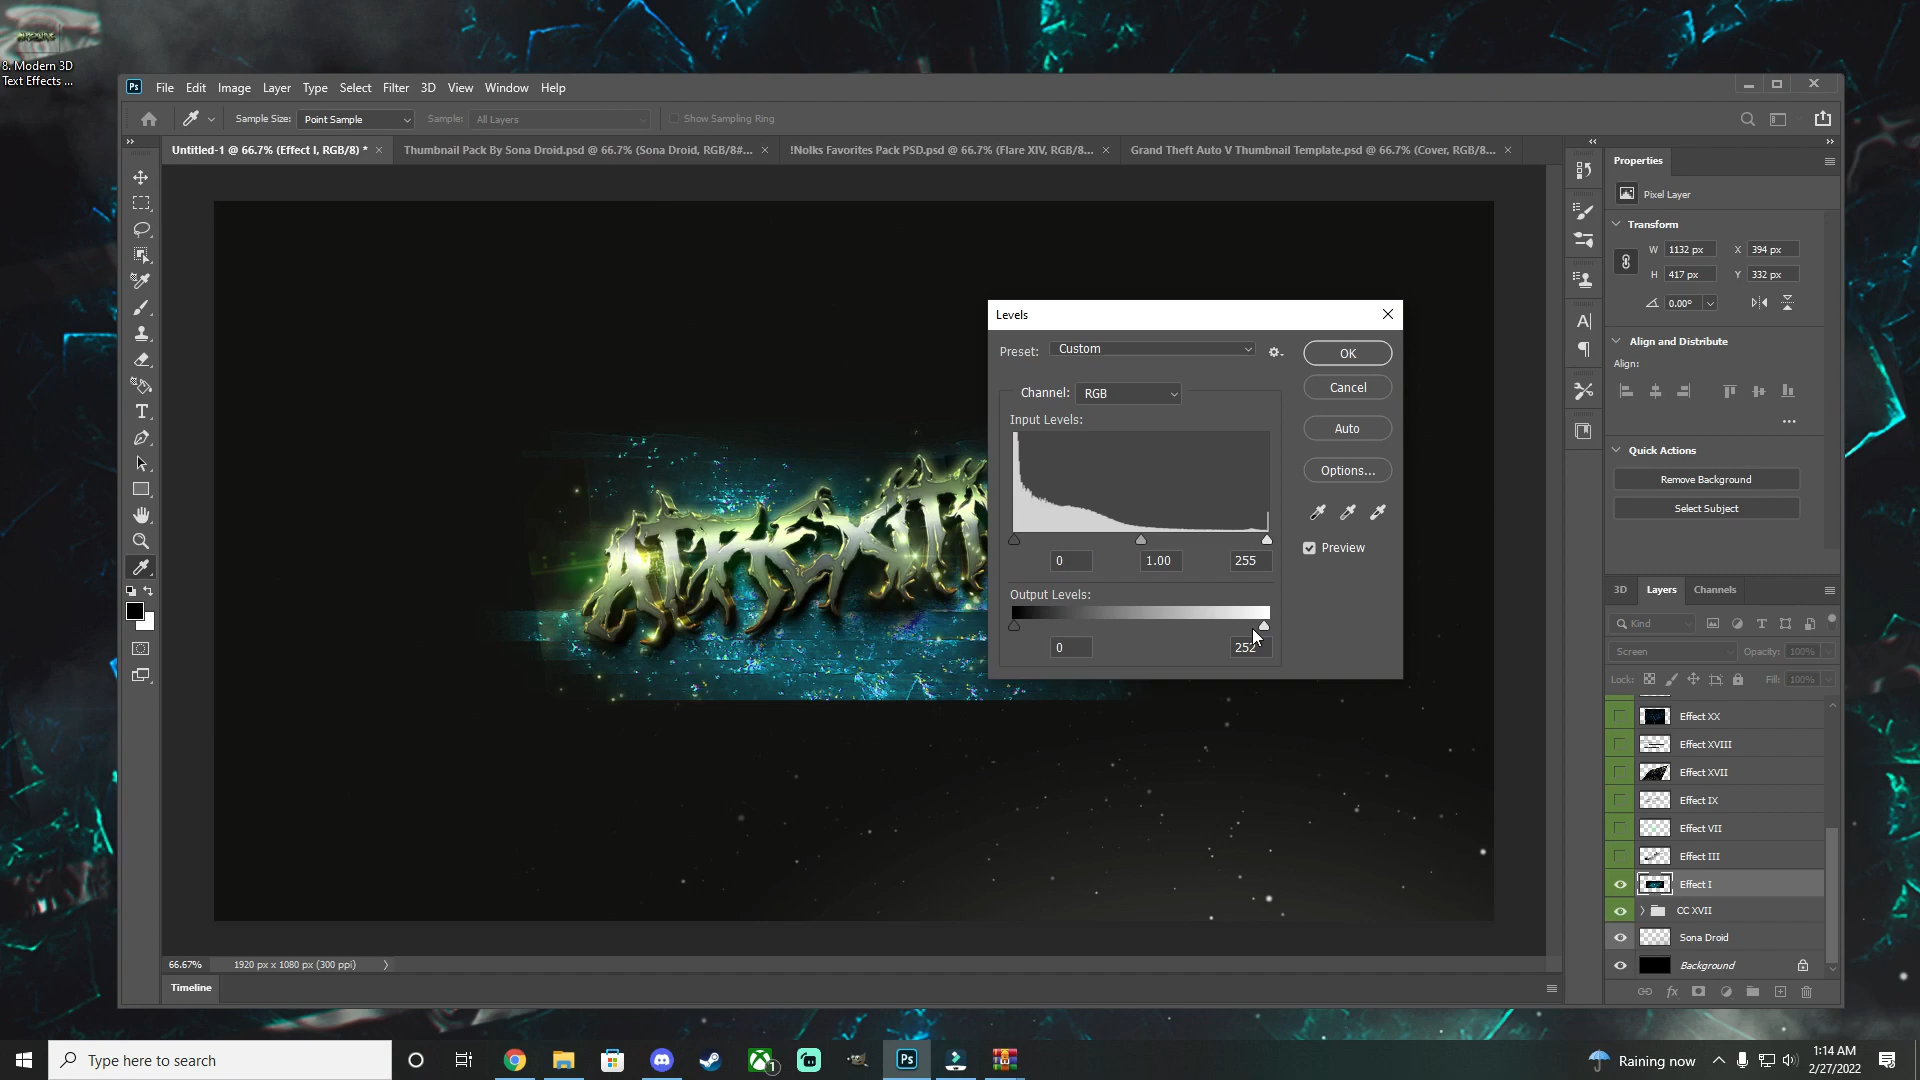 8. Modern 3D
Text Effects ...
Ps
File Edit Image Layer Type Select Filter 3D View Window Help
Sample Size: Point Sample Sample: All Layers Show Sampling Ring
Untitled-1 @ 66.7% (Effect I, RGB/8) * × Thumbnail Pack By Sona Droid.psd @ 66.7% (Sona Droid, RGB/8#... × !Nolks Favorites Pack PSD.psd @ 66.7% (Flare XIV, RGB/8... × Grand Theft Auto V Thumbnail Template.psd @ 66.7% (Cover, RGB/8... ×
Properties
Pixel Layer
Transform
W 1132 px X 394 px
H 417 px Y 332 px
0.00°
Align and Distribute
Align:
Quick Actions
Remove Background
Select Subject
Levels
Preset: Custom
OK
Channel: RGB
Cancel
Input Levels:
Auto
Options...
Preview
0 1.00 255
Output Levels:
0 252
3D Layers Channels
Kind
Screen Opacity: 100%
Lock: Fill: 100%
Effect XX
Effect XVIII
Effect XVII
Effect IX
Effect VII
Effect III
Effect I
CC XVII
Sona Droid
Background
66.67% 1920 px x 1080 px (300 ppi)
Timeline
Type here to search
1
Ps
Raining now
1:14 AM
2/27/2022